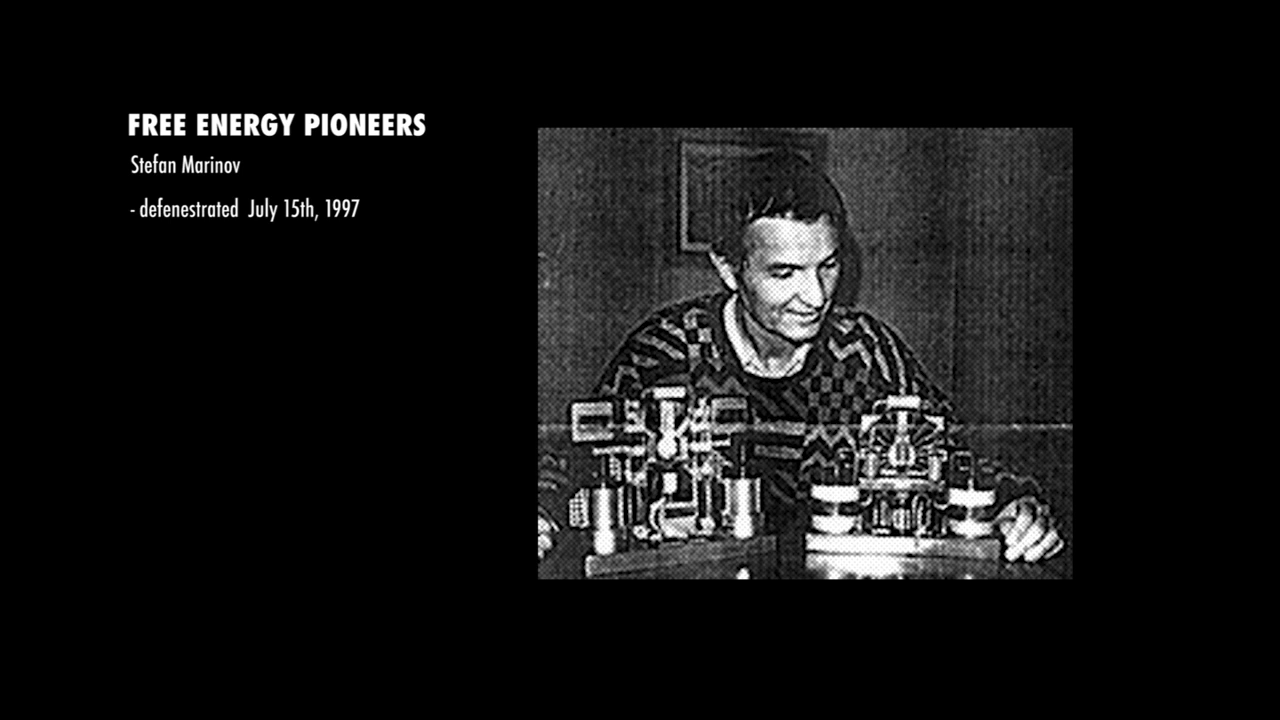 FREE ENERGY PIONEERS
Stefan Marinov
- defenestrated July 15th, 1997